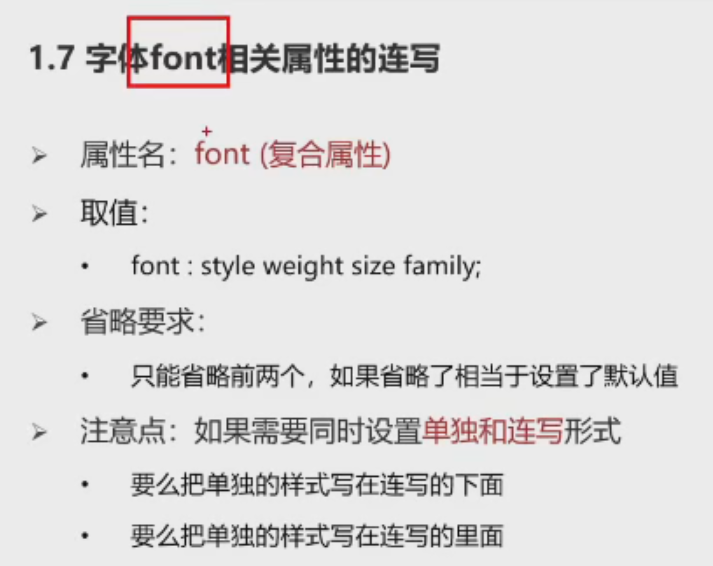 1.7 字体font相关属性的连写
属性名：font (复合属性)
取值：
font : style weight size family;
省略要求：
只能省略前两个，如果省略了相当于设置了默认值
注意点：如果需要同时设置单独和连写形式
要么把单独的样式写在连写的下面
要么把单独的样式写在连写的里面